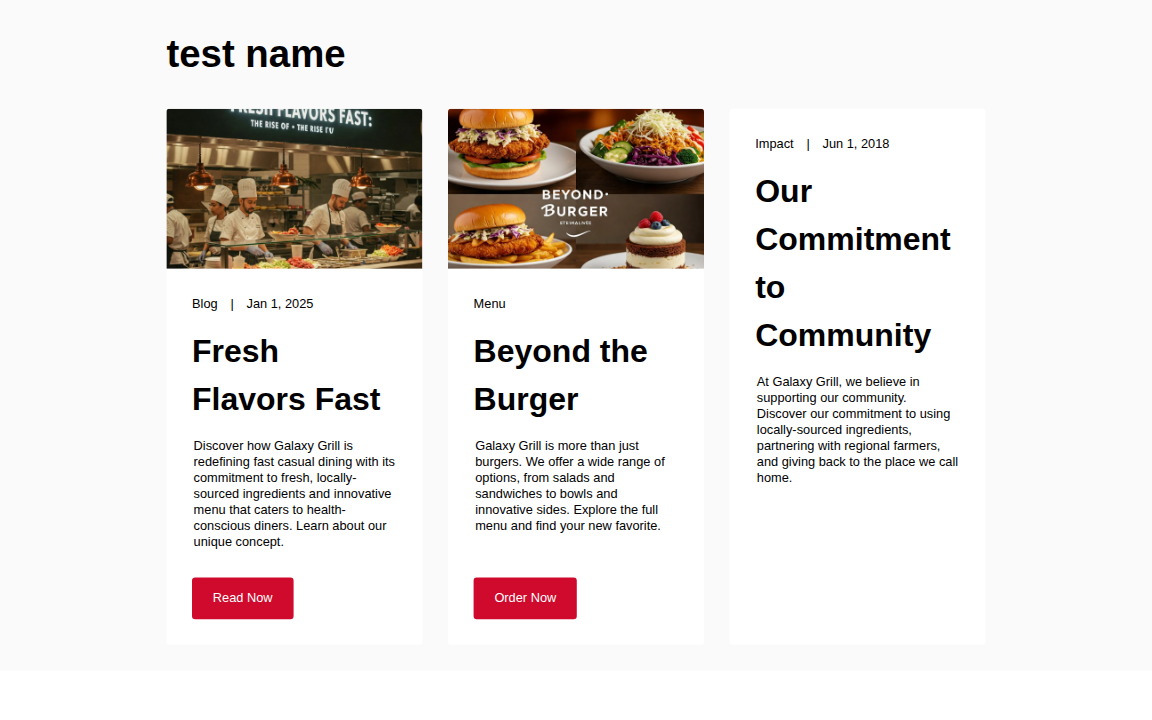 test name
FRESH FLAVORS FAST:
THE RISE OF • THE RISE
BEYOND·
BURGER
Blog | Jan 1, 2025
Fresh
Flavors Fast
Discover how Galaxy Grill is
redefining fast casual dining with its
commitment to fresh, locally-
sourced ingredients and innovative
menu that caters to health-
conscious diners. Learn about our
unique concept.
Read Now
Menu
Beyond the
Burger
Galaxy Grill is more than just
burgers. We offer a wide range of
options, from salads and
sandwiches to bowls and
innovative sides. Explore the full
menu and find your new favorite.
Order Now
Impact | Jun 1, 2018
Our
Commitment
to
Community
At Galaxy Grill, we believe in
supporting our community.
Discover our commitment to using
locally-sourced ingredients,
partnering with regional farmers,
and giving back to the place we call
home.